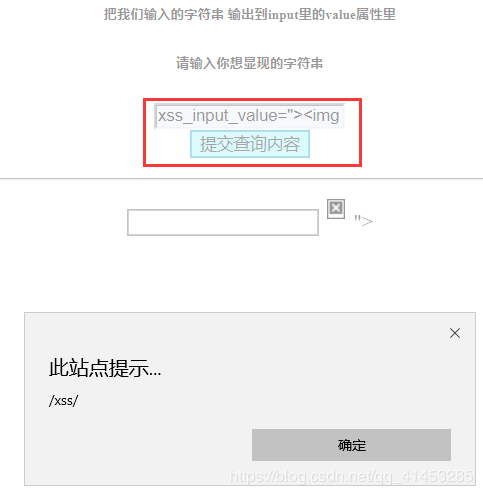 把我们输入的字符串 输出到input里的value属性里
请输入你想显现的字符串
xss_input_value="><img
提交查询内容
">
此站点提示...
/xss/
确定
https://blog.csdn.net/qq_41453285